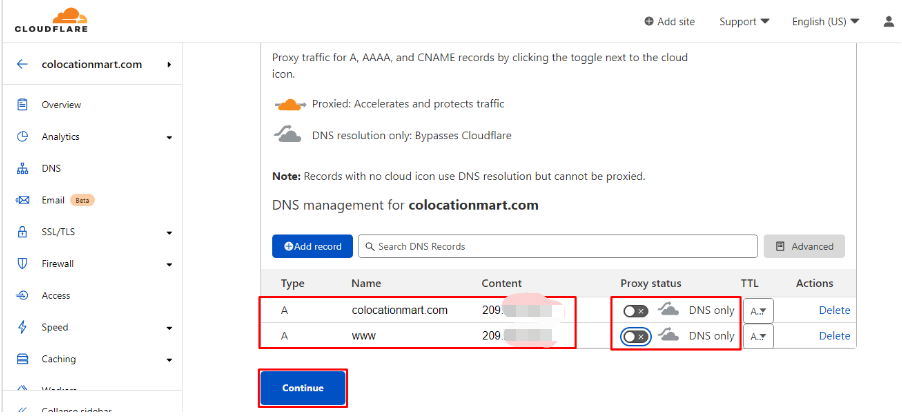 CLOUDFLARE
Add site Support English (US)
colocationmart.com
Overview
Analytics
DNS
Email Beta
SSL/TLS
Firewall
Access
Speed
Caching
Workers
Collapse sidebar
Proxy traffic for A, AAAA, and CNAME records by clicking the toggle next to the cloud
icon.
Proxied: Accelerates and protects traffic
DNS resolution only: Bypasses Cloudflare
Note: Records with no cloud icon use DNS resolution but cannot be proxied.
DNS management for colocationmart.com
Add record Search DNS Records Advanced
Type Name Content Proxy status TTL Actions
A colocationmart.com 209. DNS only A... Delete
A www 209. DNS only A... Delete
Continue